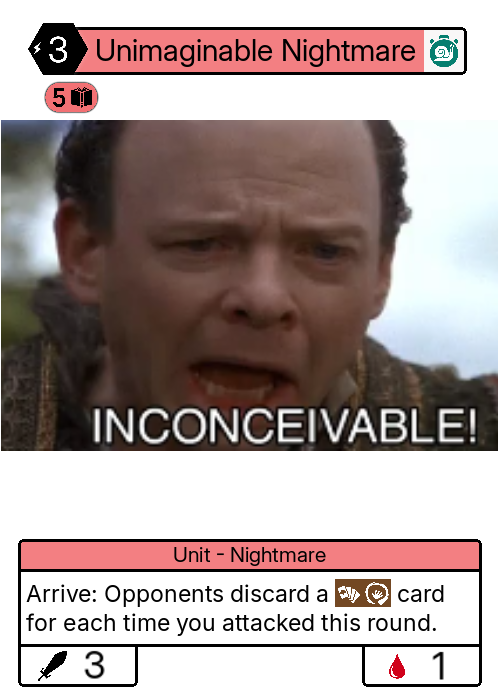 3 Unimaginable Nightmare
5
INCONCEIVABLE!
Unit - Nightmare
Arrive: Opponents discard a card
for each time you attacked this round.
3 1